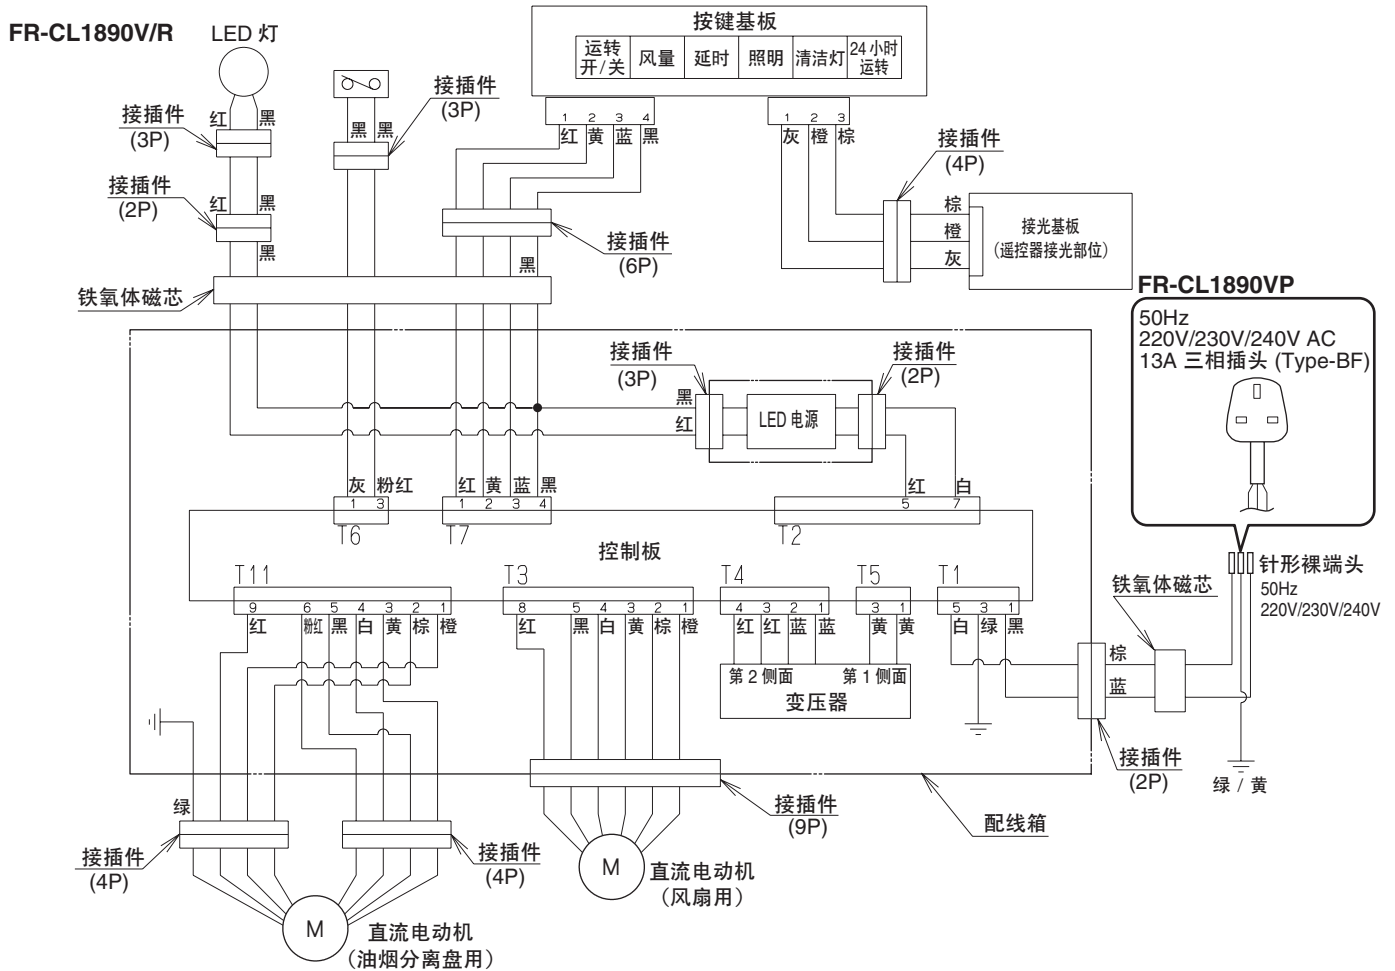 FR-CL1890V/R
LED 灯
按键基板
运转
开/关
风量
延时
照明
清洁灯
24 小时
运转
接插件
(3P)
红
黑
黑
黑
接插件
(3P)
1
2
3
4
红
黄
蓝
黑
1
2
3
灰
橙
棕
接插件
(4P)
接插件
(2P)
红
黑
黑
接插件
(6P)
黑
棕
橙
灰
接光基板
(遥控器接光部位)
铁氧体磁芯
FR-CL1890VP
50Hz
220V/230V/240V AC
13A 三相插头 (Type-BF)
接插件
(3P)
接插件
(2P)
黑
红
LED 电源
灰
粉红
红
黄
蓝
黑
红
白
1
3
1
2
3
4
5
7
T6
T7
T2
控制板
T11
T3
T4
T5
T1
9
6
5
4
3
2
1
8
5
4
3
2
1
4
3
2
1
3
1
5
3
1
红
粉红
黑
白
黄
棕
橙
红
黑
白
黄
棕
橙
红
红
蓝
蓝
黄
黄
白
绿
黑
针形裸端头
50Hz
220V/230V/240V
铁氧体磁芯
棕
蓝
第 2 侧面
第 1 侧面
变压器
接插件
(2P)
绿 / 黄
绿
接插件
(9P)
配线箱
接插件
(4P)
接插件
(4P)
M
直流电动机
(风扇用)
M
直流电动机
(油烟分离盘用)